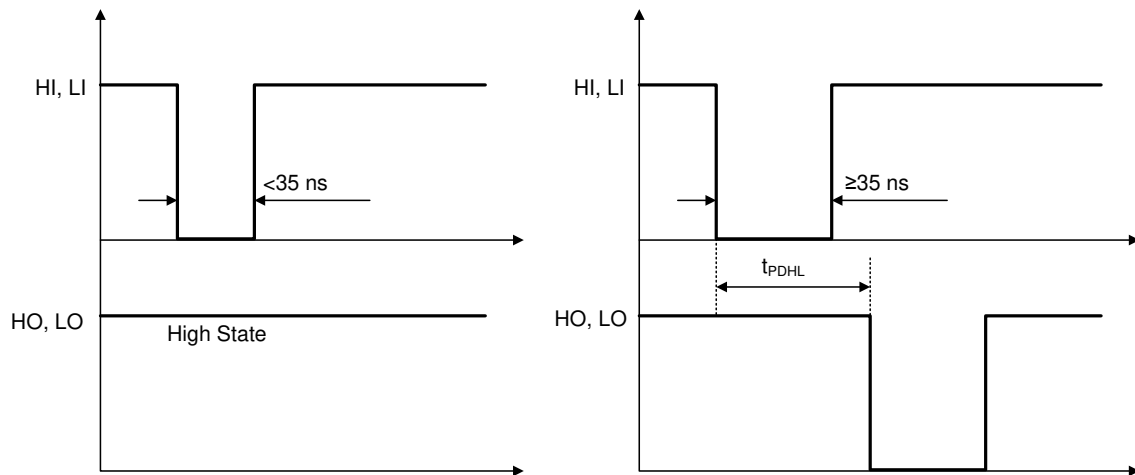 HI, LI
<35 ns
HO, LO
High State
HI, LI
≥35 ns
tPDHL
HO, LO